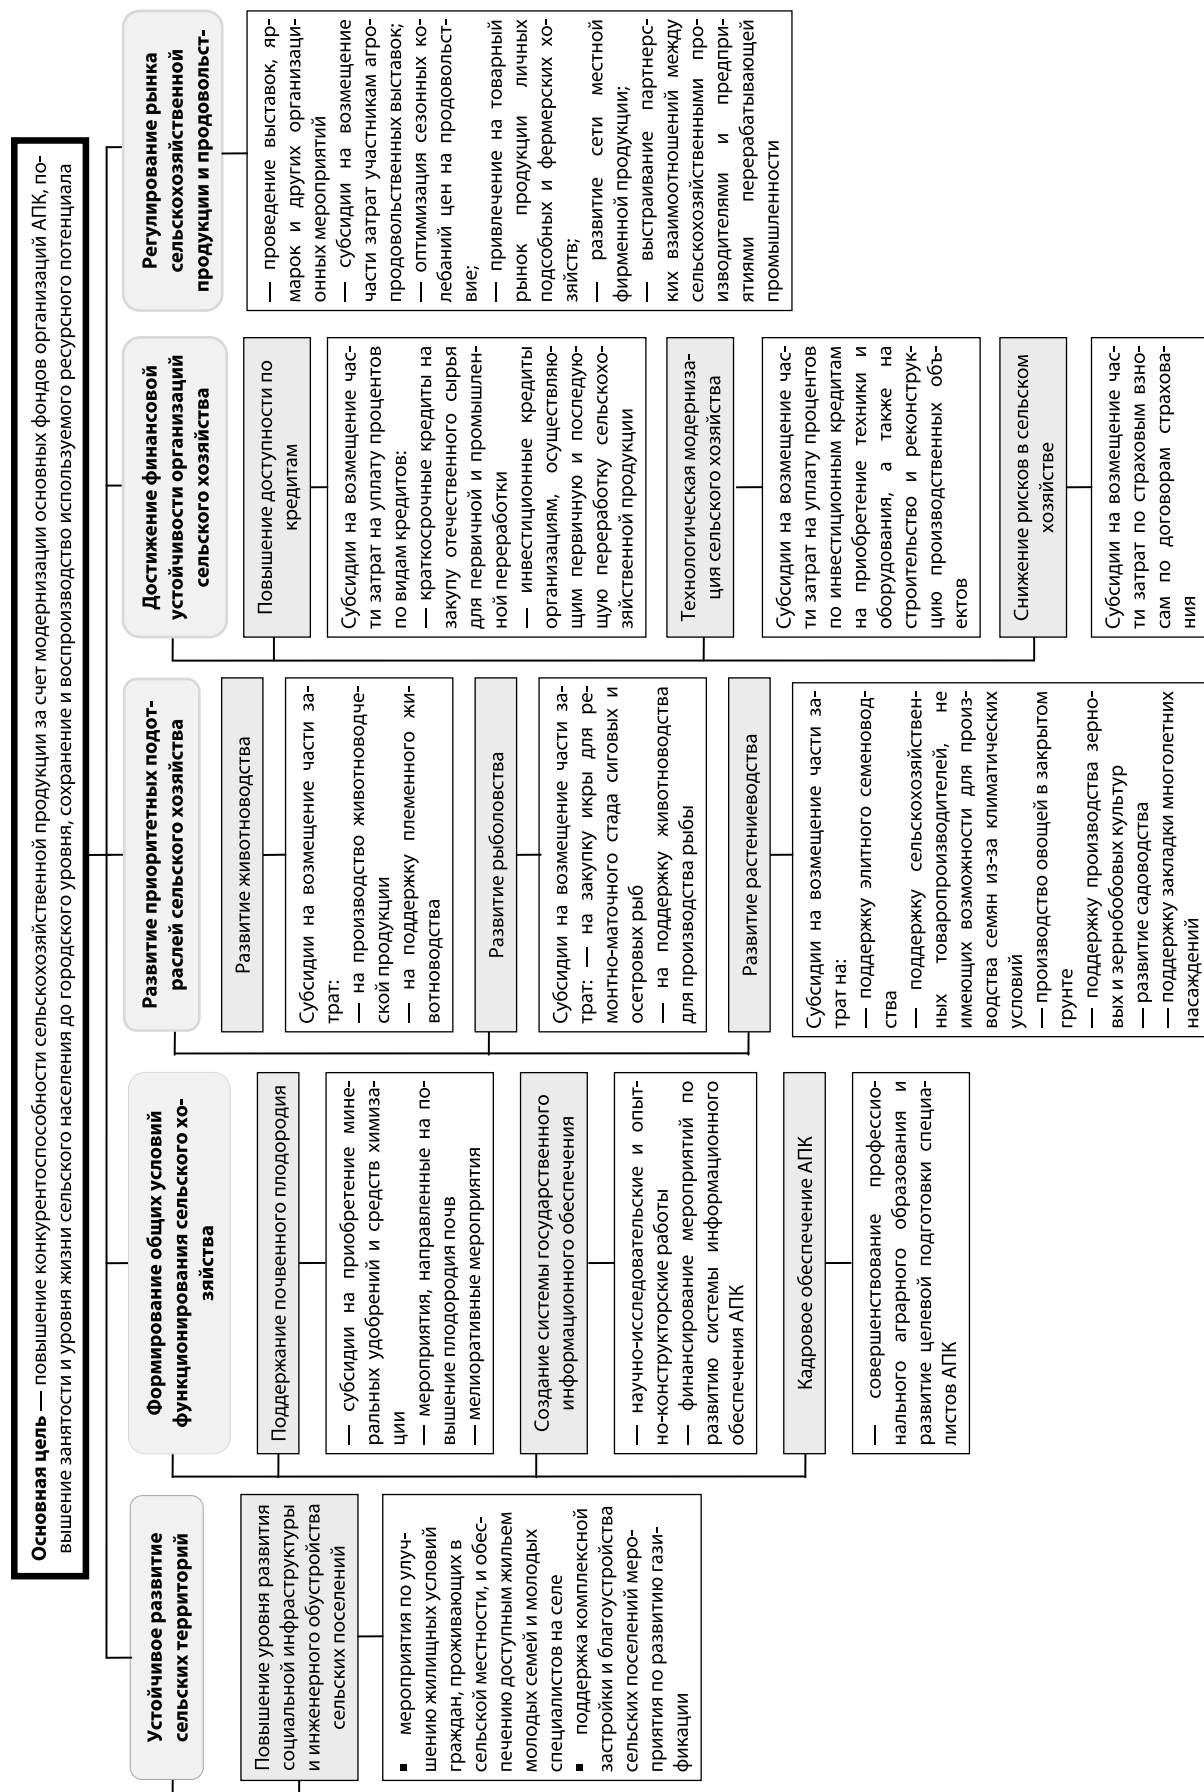 Основная цель — повышение конкурентоспособности сельскохозяйственной продукции за счет модернизации основных фондов организаций АПК, по-
вышение занятости и уровня жизни сельского населения до городского уровня, сохранение и воспроизводство используемого ресурсного потенциала
Устойчивое развитие
сельских территорий
Повышение уровня развития
социальной инфраструктуры
и инженерного обустройства
сельских поселений
▪ мероприятия по улуч-
шению жилищных условий
граждан, проживающих в
сельской местности, и обес-
печению доступным жильем
молодых семей и молодых
специалистов на селе
▪ поддержка комплексной
застройки и благоустройства
сельских поселений меро-
приятия по развитию гази-
фикации
Формирование общих условий
функционирования сельского хо-
зяйства
Поддержание почвенного плодородия
— субсидии на приобретение мине-
ральных удобрений и средств химиза-
ции
— мероприятия, направленные на по-
вышение плодородия почв
— мелиоративные мероприятия
Создание системы государственного
информационного обеспечения
— научно-исследовательские и опыт-
но-конструкторские работы
— финансирование мероприятий по
развитию системы информационного
обеспечения АПК
Кадровое обеспечение АПК
— совершенствование профессио-
нального аграрного образования и
развитие целевой подготовки специа-
листов АПК
Развитие приоритетных подот-
раслей сельского хозяйства
Развитие животноводства
Субсидии на возмещение части за-
трат:
— на производство животноводче-
ской продукции
— на поддержку племенного жи-
вотноводства
Развитие рыболовства
Субсидии на возмещение части за-
трат: — на закупку икры для ре-
монтно-маточного стада сиговых и
осетровых рыб
— на поддержку животноводства
для производства рыбы
Развитие растениеводства
Субсидии на возмещение части за-
трат на:
— поддержку элитного семеновод-
ства
— поддержку сельскохозяйствен-
ных товаропроизводителей, не
имеющих возможности для произ-
водства семян из-за климатических
условий
— производство овощей в закрытом
грунте
— поддержку производства зерно-
вых и зернобобовых культур
— развитие садоводства
— поддержку закладки многолетних
насаждений
Достижение финансовой
устойчивости организаций
сельского хозяйства
Повышение доступности по
кредитам
Субсидии на возмещение час-
ти затрат на уплату процентов
по видам кредитов:
— краткосрочные кредиты на
закупу отечественного сырья
для первичной и промышлен-
ной переработки
— инвестиционные кредиты
организациям, осуществляю-
щим первичную и последую-
щую переработку сельскохо-
зяйственной продукции
Технологическая модерниза-
ция сельского хозяйства
Субсидии на возмещение час-
ти затрат на уплату процентов
по инвестиционным кредитам
на приобретение техники и
оборудования, а также на
строительство и реконструк-
цию производственных объ-
ектов
Снижение рисков в сельском
хозяйстве
Субсидии на возмещение час-
ти затрат по страховым взно-
сам по договорам страхова-
ния
Регулирование рынка
сельскохозяйственной
продукции и продовольст-
— проведение выставок, яр-
марок и других организаци-
онных мероприятий
— субсидии на возмещение
части затрат участникам агро-
продовольственных выставок;
— оптимизация сезонных ко-
лебаний цен на продовольст-
вие;
— привлечение на товарный
рынок продукции личных
подсобных и фермерских хо-
зяйств;
— развитие сети местной
фирменной продукции;
— выстраивание партнерс-
ких взаимоотношений между
сельскохозяйственными про-
изводителями и предпри-
ятиями перерабатывающей
промышленности